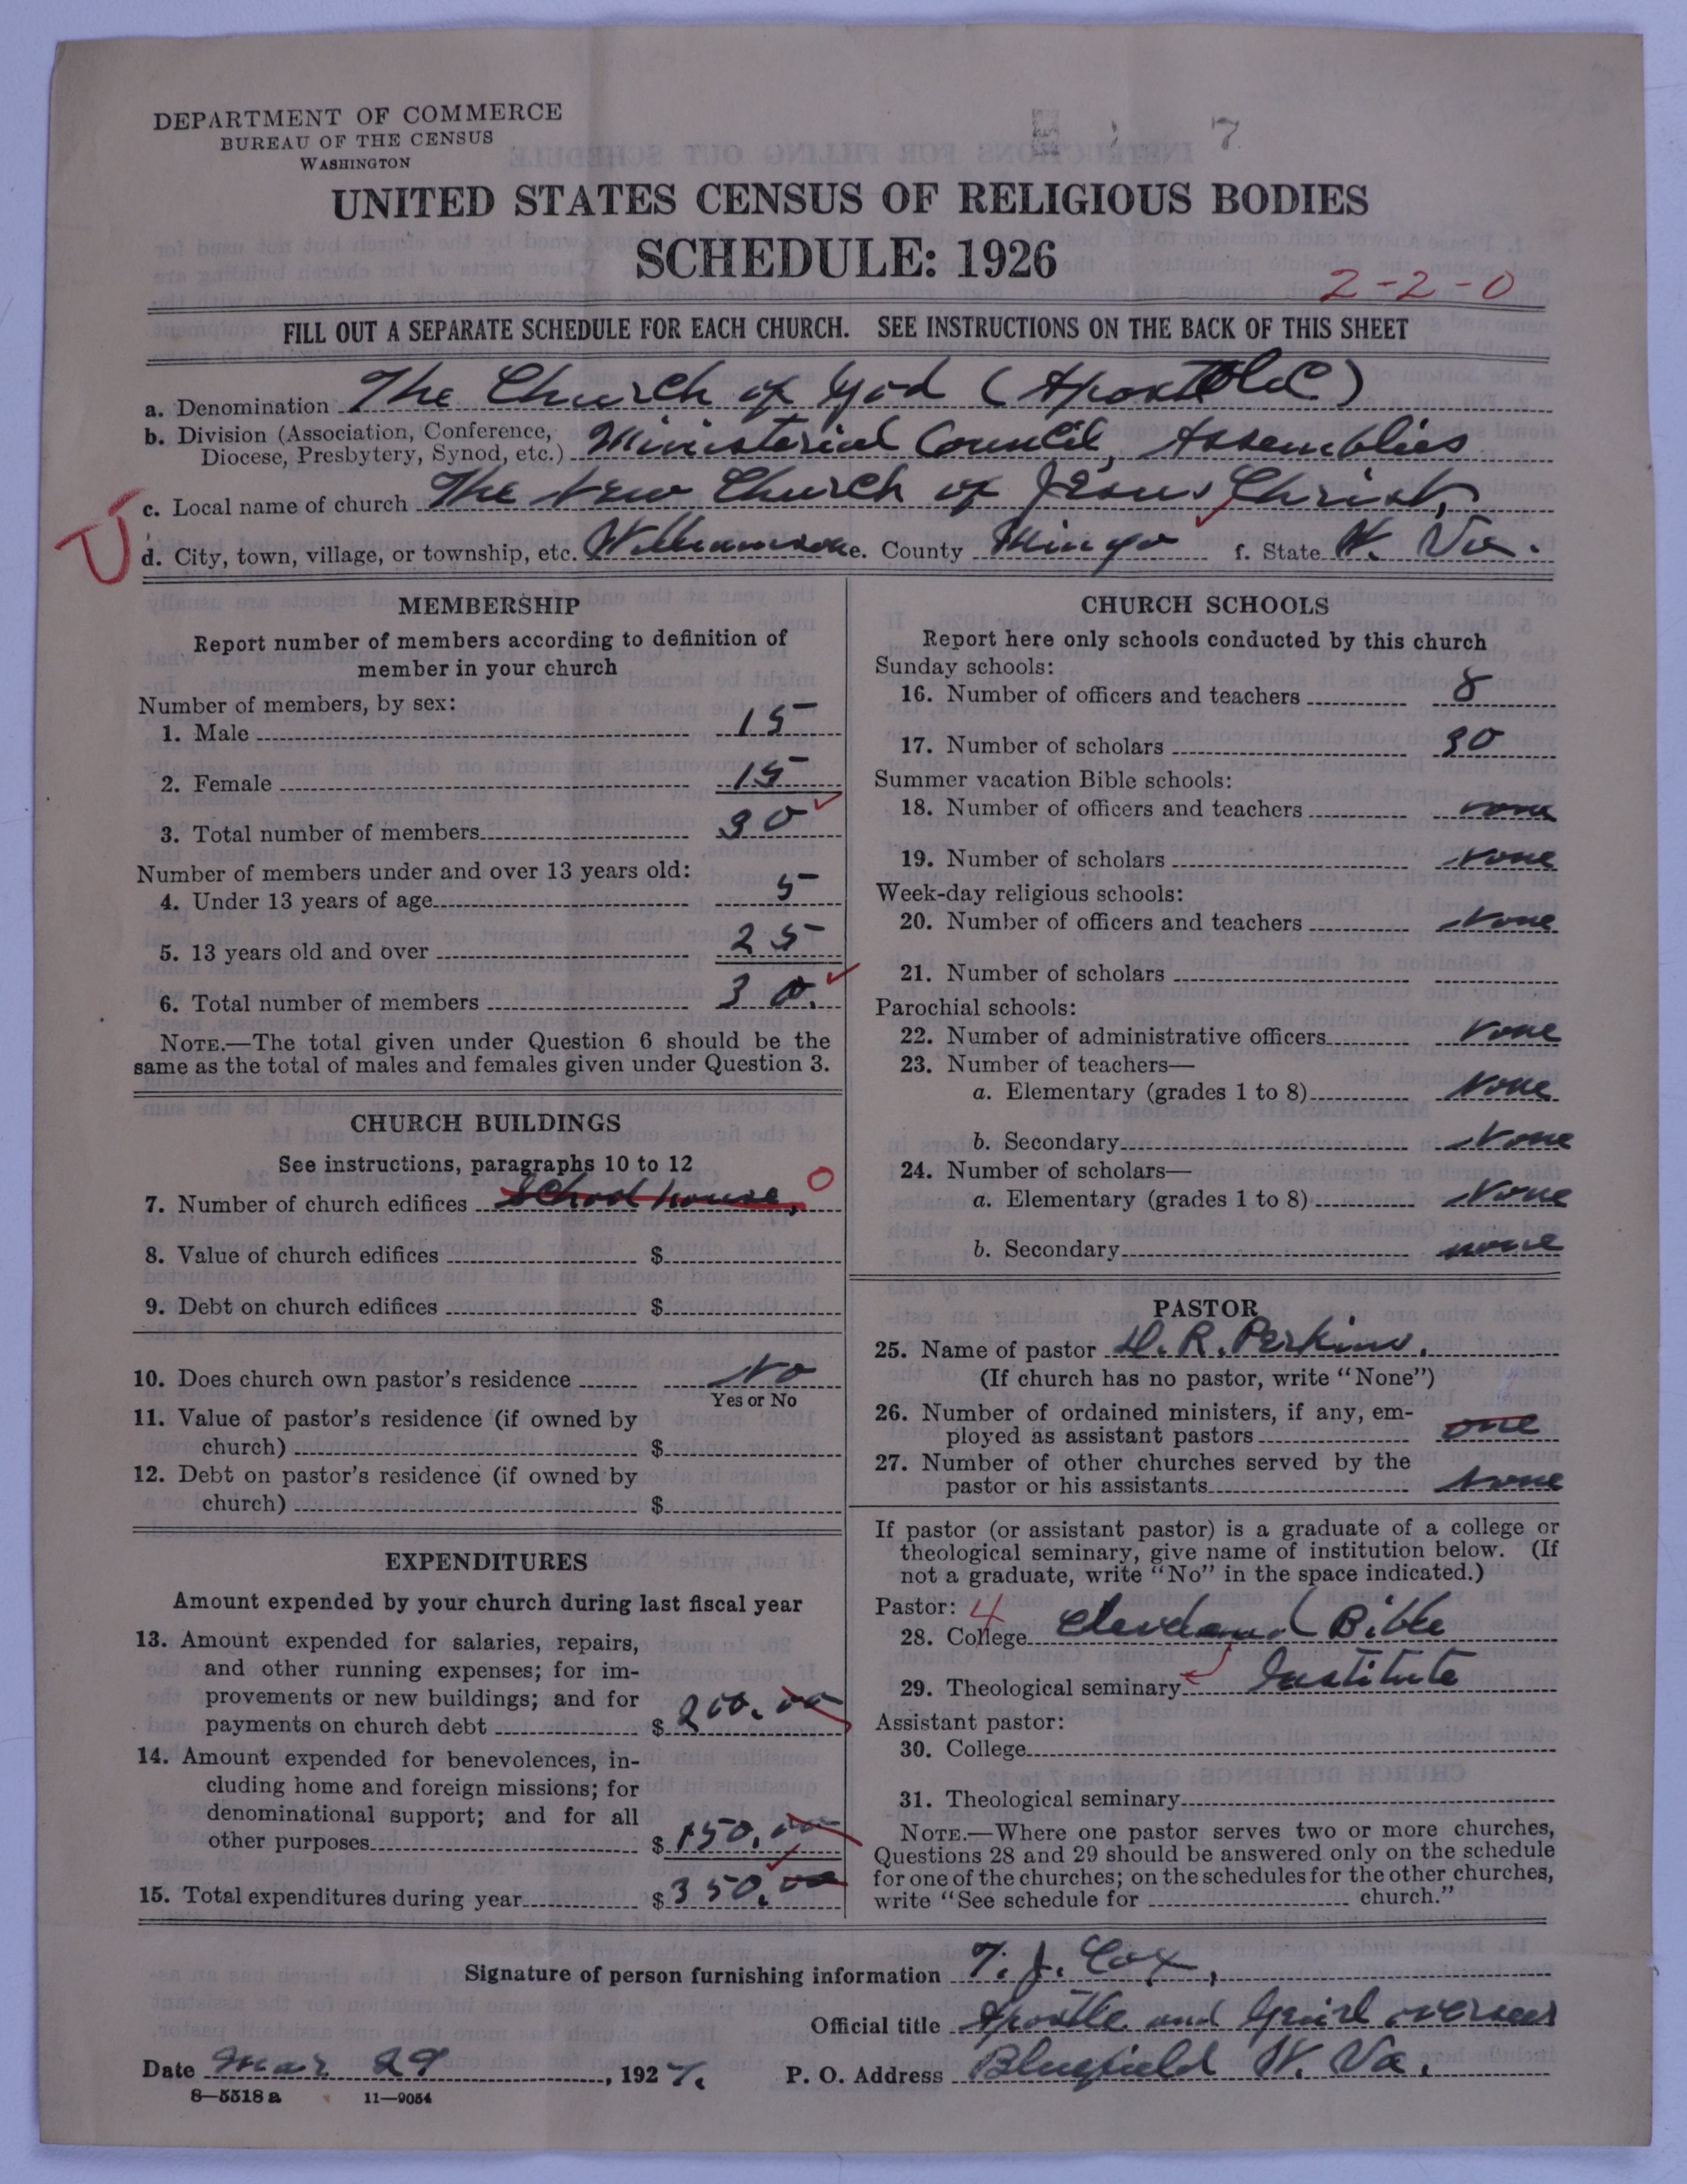 DEPARTMENT OF COMMERCE
BUREAU OF THE CENSUS
WASHINGTON
7
UNITED STATES CENSUS OF RELIGIOUS BODIES
SCHEDULE: 1926
2-2-0
FILL OUT A SEPARATE SCHEDULE FOR EACH CHURCH. SEE INSTRUCTIONS ON THE BACK OF THIS SHEET
a. Denomination The Church of God (Apostolic)
b. Division (Association, Conference, Diocese, Presbytery, Synod, etc.) Ministerial Council, Assemblies
c. Local name of church The New Church of Jesus Christ,
U
d. City, town, village, or township, etc. Williamson e. County Mingo f. State W. Va.
MEMBERSHIP
Report number of members according to definition of
member in your church
Number of members, by sex:
1. Male 15
2. Female 15
3. Total number of members 30
Number of members under and over 13 years old:
4. Under 13 years of age 5
5. 13 years old and over 25
6. Total number of members 30.
NOTE.—The total given under Question 6 should be the
same as the total of males and females given under Question 3.
CHURCH BUILDINGS
See instructions, paragraphs 10 to 12
7. Number of church edifices School house, 0
8. Value of church edifices $
9. Debt on church edifices $
10. Does church own pastor's residence No
Yes or No
11. Value of pastor's residence (if owned by
church) $
12. Debt on pastor's residence (if owned by
church) $
EXPENDITURES
Amount expended by your church during last fiscal year
13. Amount expended for salaries, repairs,
and other running expenses; for im-
provements or new buildings; and for
payments on church debt $200.00
14. Amount expended for benevolences, in-
cluding home and foreign missions; for
denominational support; and for all
other purposes $150.00
15. Total expenditures during year $350.00
CHURCH SCHOOLS
Report here only schools conducted by this church
Sunday schools:
16. Number of officers and teachers 8
17. Number of scholars 30
Summer vacation Bible schools:
18. Number of officers and teachers none
19. Number of scholars None
Week-day religious schools:
20. Number of officers and teachers None
21. Number of scholars
Parochial schools:
22. Number of administrative officers None
23. Number of teachers—
a. Elementary (grades 1 to 8) None
b. Secondary None
24. Number of scholars—
a. Elementary (grades 1 to 8) None
b. Secondary none
PASTOR
25. Name of pastor D. R. Perkins.
(If church has no pastor, write "None")
26. Number of ordained ministers, if any, em-
ployed as assistant pastors one
27. Number of other churches served by the
pastor or his assistants None
If pastor (or assistant pastor) is a graduate of a college or
theological seminary, give name of institution below. (If
not a graduate, write "No" in the space indicated.)
Pastor: 4
28. College Cleveland Bible
29. Theological seminary Institute
Assistant pastor:
30. College
31. Theological seminary
NOTE.—Where one pastor serves two or more churches,
Questions 28 and 29 should be answered only on the schedule
for one of the churches; on the schedules for the other churches,
write "See schedule for church."
Signature of person furnishing information T. J. Cox,
Official title Apostle and Gen'l overseer
Date Mar 29, 1927. P. O. Address Bluefield W. Va.
8—5518 a 11—9054